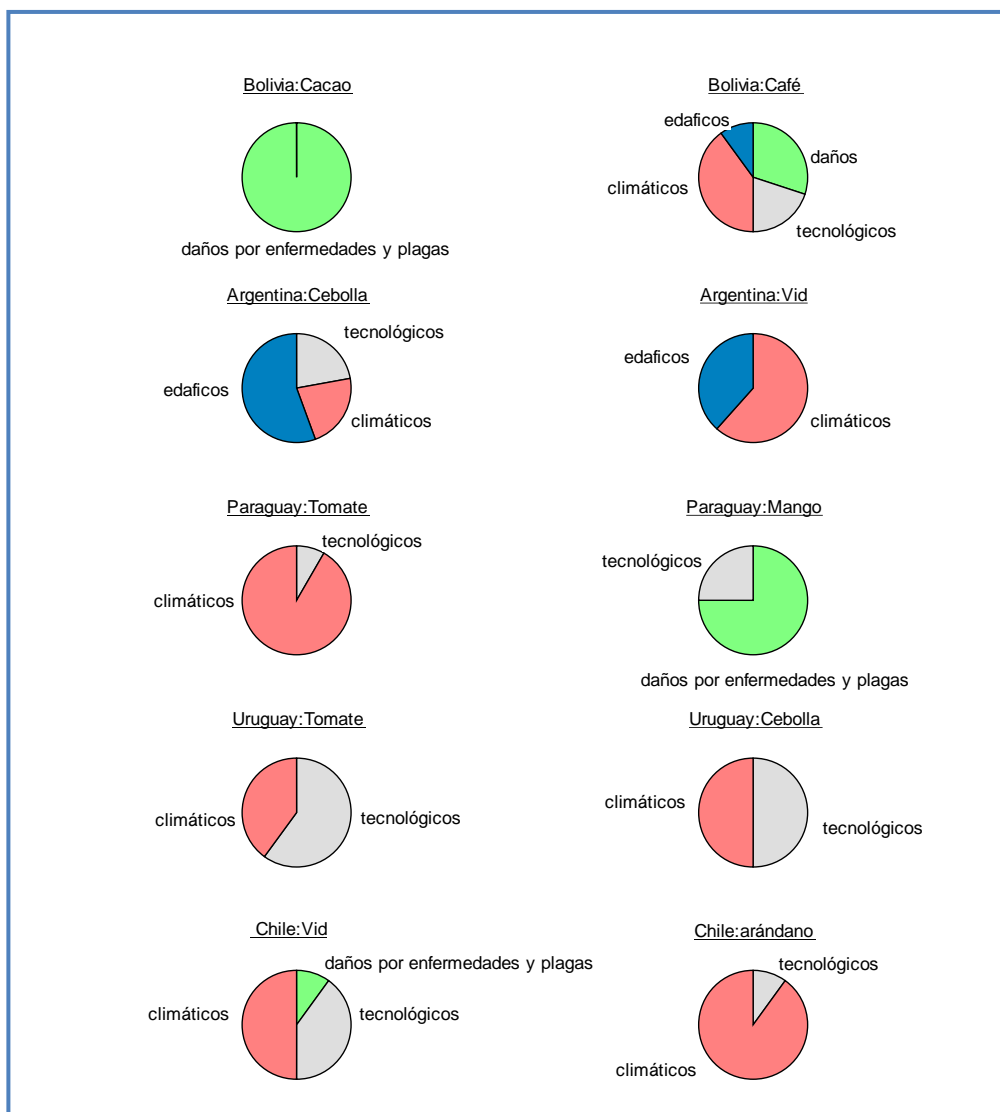 Bolivia:Cacao
daños por enfermedades y plagas
Bolivia:Café
edaficos
daños
climáticos
tecnológicos
Argentina:Cebolla
tecnológicos
edaficos
climáticos
Argentina:Vid
edaficos
climáticos
Paraguay:Tomate
tecnológicos
climáticos
Paraguay:Mango
tecnológicos
daños por enfermedades y plagas
Uruguay:Tomate
climáticos
tecnológicos
Uruguay:Cebolla
climáticos
tecnológicos
Chile:Vid
daños por enfermedades y plagas
climáticos
tecnológicos
Chile:arándano
tecnológicos
climáticos